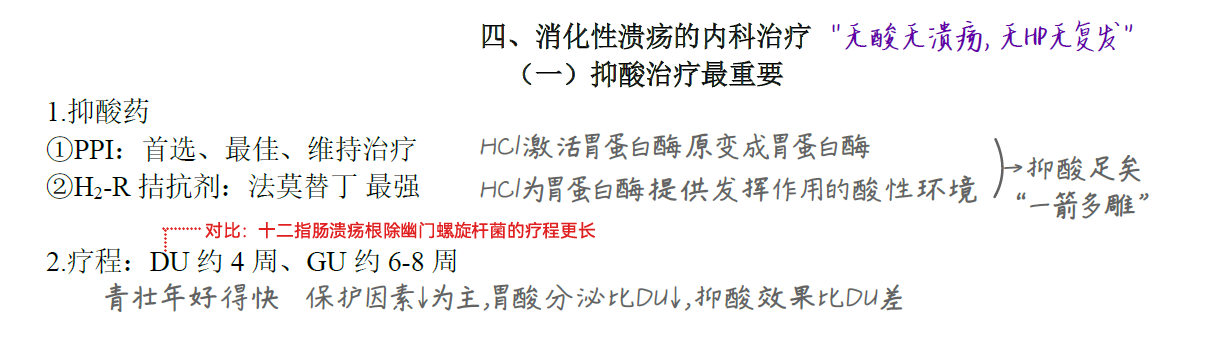 四、消化性溃疡的内科治疗 "无酸无溃疡, 无HP无复发"
（一）抑酸治疗最重要
1.抑酸药
①PPI：首选、最佳、维持治疗
HCl激活胃蛋白酶原变成胃蛋白酶
②H₂-R 拮抗剂：法莫替丁 最强
HCl为胃蛋白酶提供发挥作用的酸性环境
→抑酸足矣
"一箭多雕"
对比：十二指肠溃疡根除幽门螺旋杆菌的疗程更长
2.疗程：DU 约 4 周、GU 约 6-8 周
青壮年好得快 保护因素↓为主,胃酸分泌比DU↓,抑酸效果比DU差